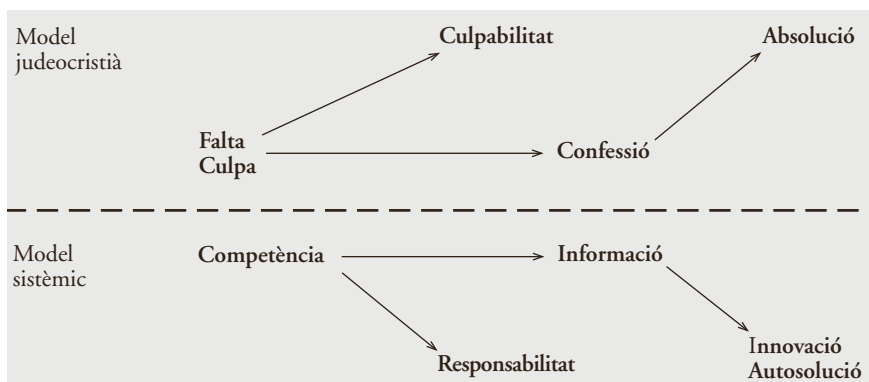 Model
judeocristià
Culpabilitat
Absolució
Falta
Culpa
Confessió
Model
sistèmic
Competència
Informació
Responsabilitat
Innovació
Autosolució